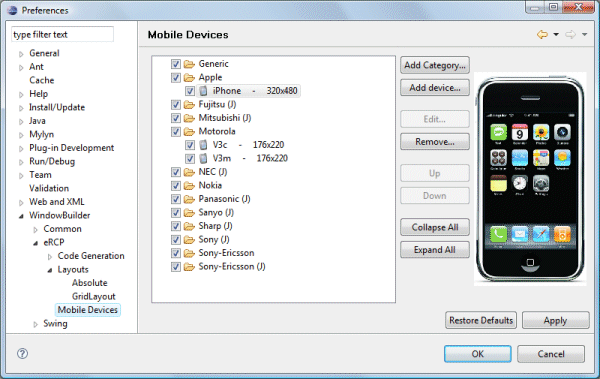 Preferences
type filter text
General
Ant
Cache
Help
Install/Update
Java
Mylyn
Plug-in Development
Run/Debug
Team
Validation
Web and XML
WindowBuilder
Common
eRCP
Code Generation
Layouts
Absolute
GridLayout
Mobile Devices
Swing
Mobile Devices
Generic
Apple
iPhone - 320x480
Fujitsu (J)
Mitsubishi (J)
Motorola
V3c - 176x220
V3m - 176x220
NEC (J)
Nokia
Panasonic (J)
Sanyo (J)
Sharp (J)
Sony (J)
Sony-Ericsson
Sony-Ericsson (J)
Add Category...
Add device...
Edit...
Remove...
Up
Down
Collapse All
Expand All
9
Restore Defaults
Apply
OK
Cancel